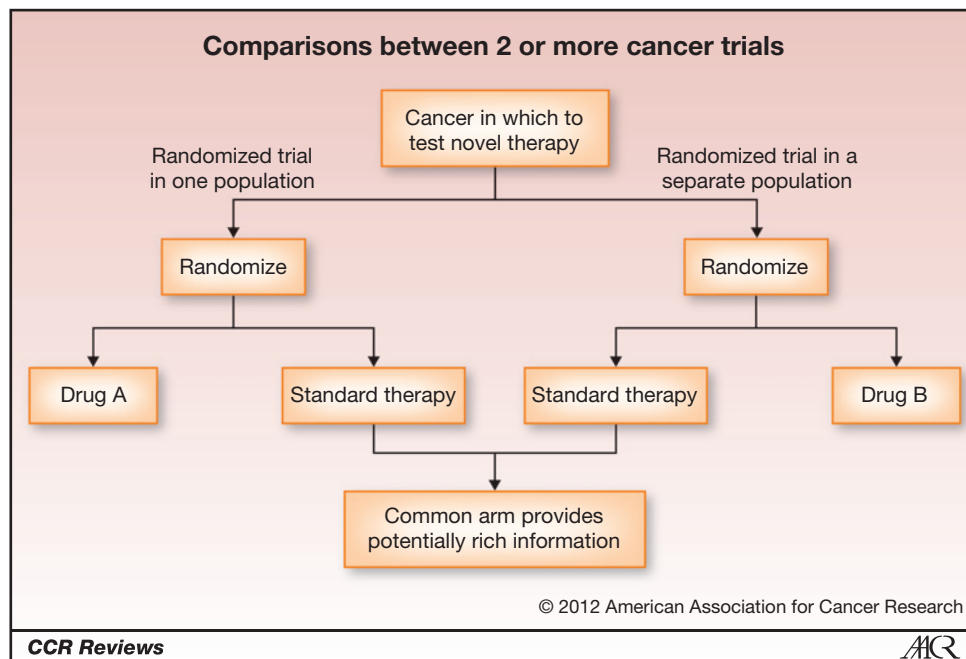 Comparisons between 2 or more cancer trials
Cancer in which to
test novel therapy
Randomized trial
in one population
Randomized trial in a
separate population
Randomize
Randomize
Drug A
Standard therapy
Standard therapy
Drug B
Common arm provides
potentially rich information
© 2012 American Association for Cancer Research
CCR Reviews
AACR